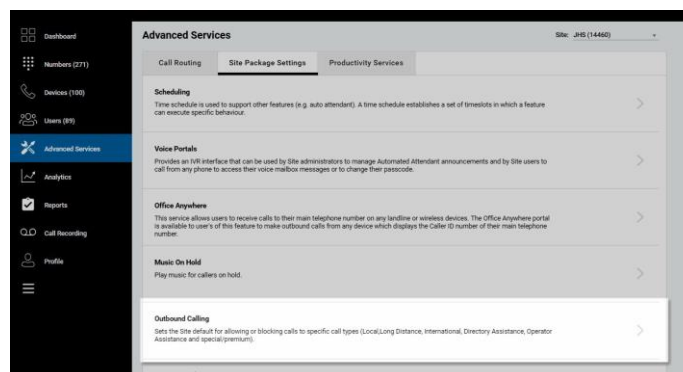 Dashboard
Numbers (271)
Devices (100)
Users (89)
Advanced Services
Analytics
Reports
Call Recording
Profile
Advanced Services
Site: JHS (14460)
Call Routing
Site Package Settings
Productivity Services
Scheduling
Time schedule is used to support other features (e.g. auto attendant). A time schedule establishes a set of timeslots in which a feature
can execute specific behaviour.
Voice Portals
Provides an IVR interface that can be used by Site administrators to manage Automated Attendant announcements and by Site users to
call from any phone to access their voice mailbox messages or to change their passcode.
Office Anywhere
This service allows users to receive calls to their main telephone number on any landline or wireless devices. The Office Anywhere portal
is available to user's of this feature to make outbound calls from any device which displays the Caller ID number of their main telephone
number.
Music On Hold
Play music for callers on hold.
Outbound Calling
Sets the Site default for allowing or blocking calls to specific call types (Local,Long Distance, International, Directory Assistance, Operator
Assistance and special/premium).